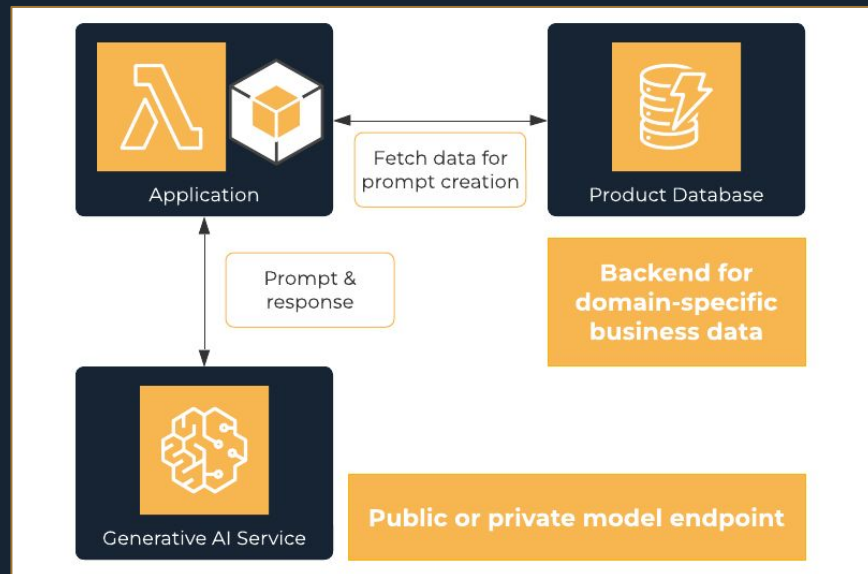 Application
Fetch data for
prompt creation
Product Database
Prompt &
response
Backend for
domain-specific
business data
Generative AI Service
Public or private model endpoint